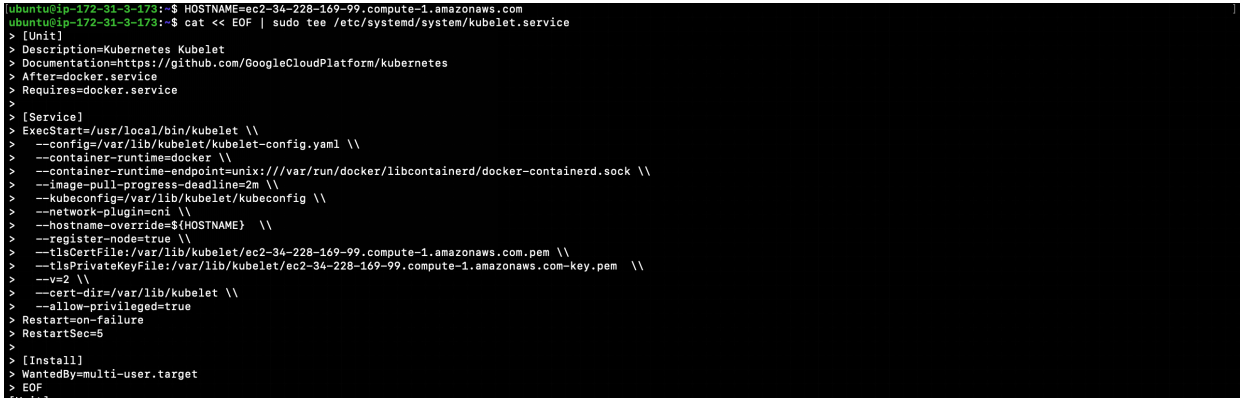 [ubuntu@ip-172-31-3-173:~$ HOSTNAME=ec2-34-228-169-99.compute-1.amazonaws.com ]
ubuntu@ip-172-31-3-173:~$ cat << EOF | sudo tee /etc/systemd/system/kubelet.service
> [Unit]
> Description=Kubernetes Kubelet
> Documentation=https://github.com/GoogleCloudPlatform/kubernetes
> After=docker.service
> Requires=docker.service
>
> [Service]
> ExecStart=/usr/local/bin/kubelet \\
>   --config=/var/lib/kubelet/kubelet-config.yaml \\
>   --container-runtime=docker \\
>   --container-runtime-endpoint=unix:///var/run/docker/libcontainerd/docker-containerd.sock \\
>   --image-pull-progress-deadline=2m \\
>   --kubeconfig=/var/lib/kubelet/kubeconfig \\
>   --network-plugin=cni \\
>   --hostname-override=${HOSTNAME}  \\
>   --register-node=true \\
>   --tlsCertFile:/var/lib/kubelet/ec2-34-228-169-99.compute-1.amazonaws.com.pem \\
>   --tlsPrivateKeyFile:/var/lib/kubelet/ec2-34-228-169-99.compute-1.amazonaws.com-key.pem  \\
>   --v=2 \\
>   --cert-dir=/var/lib/kubelet \\
>   --allow-privileged=true
> Restart=on-failure
> RestartSec=5
>
> [Install]
> WantedBy=multi-user.target
> EOF